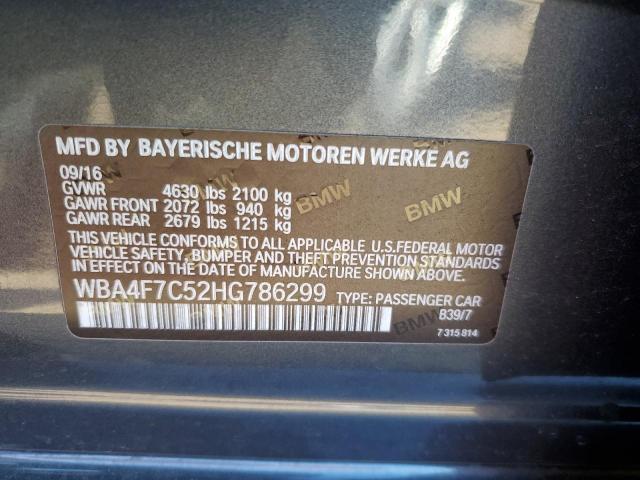 MFD BY BAYERISCHE MOTOREN WERKE AG
09/16
GVWR 4630 lbs 2100 kg
GAWR FRONT 2072 lbs 940 kg
GAWR REAR 2679 lbs 1215 kg
THIS VEHICLE CONFORMS TO ALL APPLICABLE U.S.FEDERAL MOTOR
VEHICLE SAFETY, BUMPER AND THEFT PREVENTION STANDARDS IN
EFFECT ON THE DATE OF MANUFACTURE SHOWN ABOVE.
WBA4F7C52HG786299 TYPE: PASSENGER CAR
B39/7
7 315 814
BMW
BMW
BMW